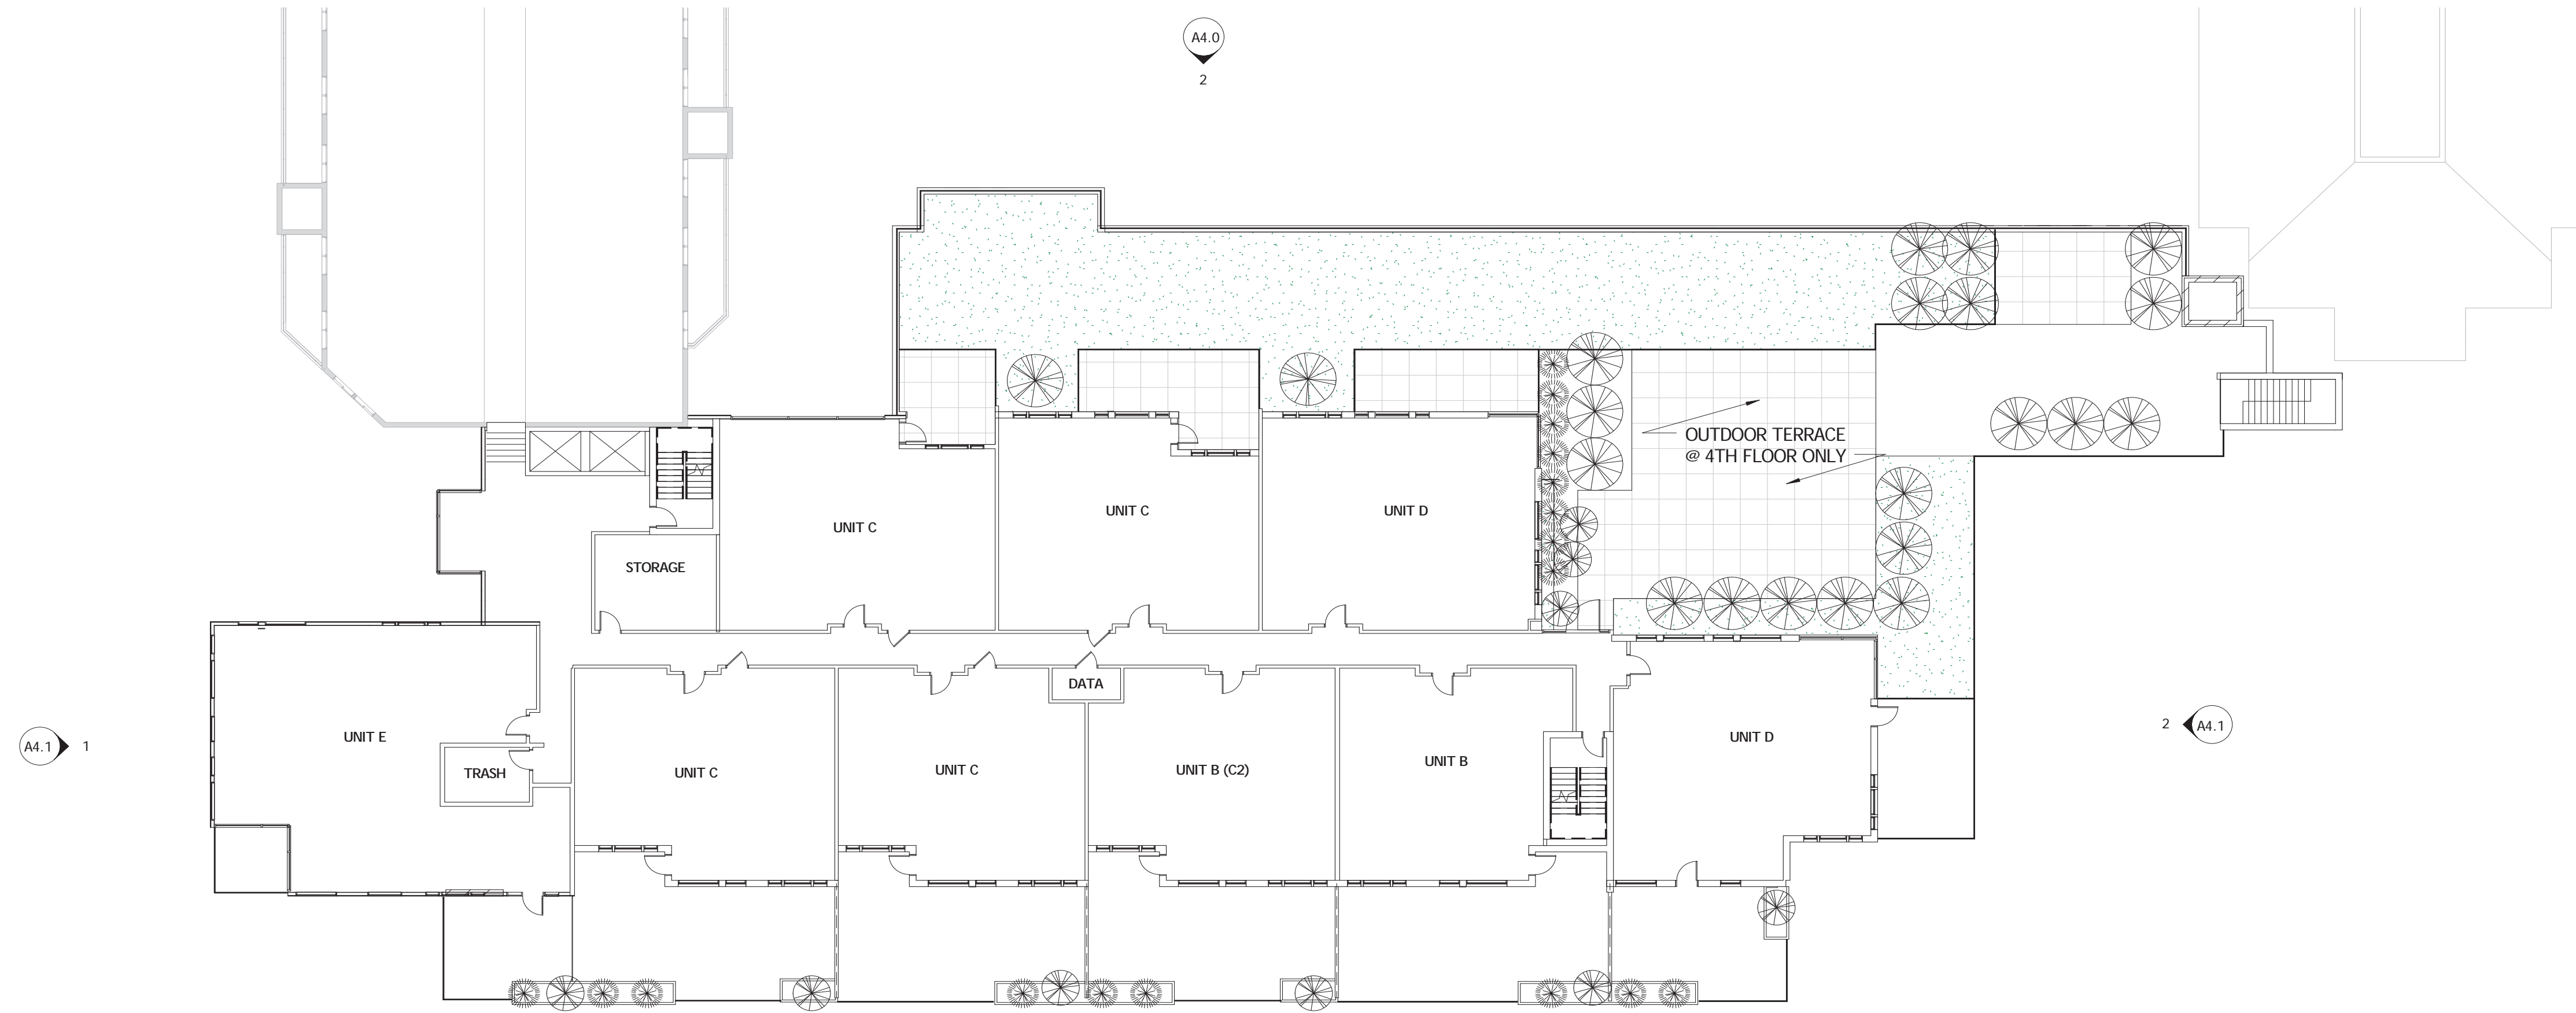 A4.0
2
OUTDOOR TERRACE
@ 4TH FLOOR ONLY
UNIT C
UNIT C
UNIT D
STORAGE
DATA
A4.1 1
UNIT E
TRASH
UNIT C
UNIT C
UNIT B (C2)
UNIT B
UNIT D
2 A4.1